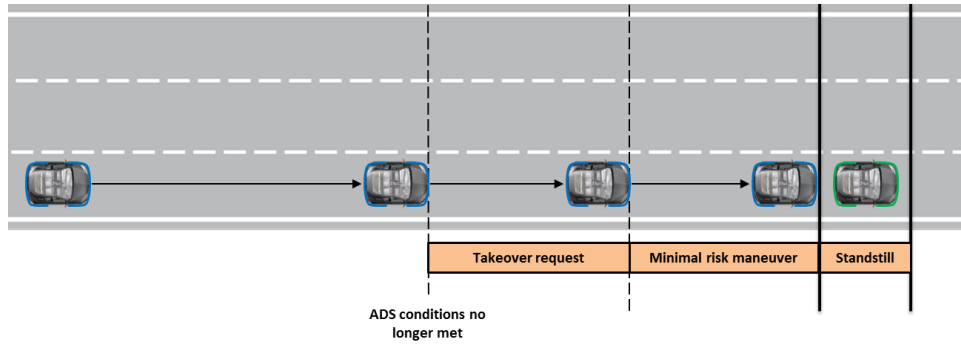 Takeover request
Minimal risk maneuver
Standstill
ADS conditions no
longer met